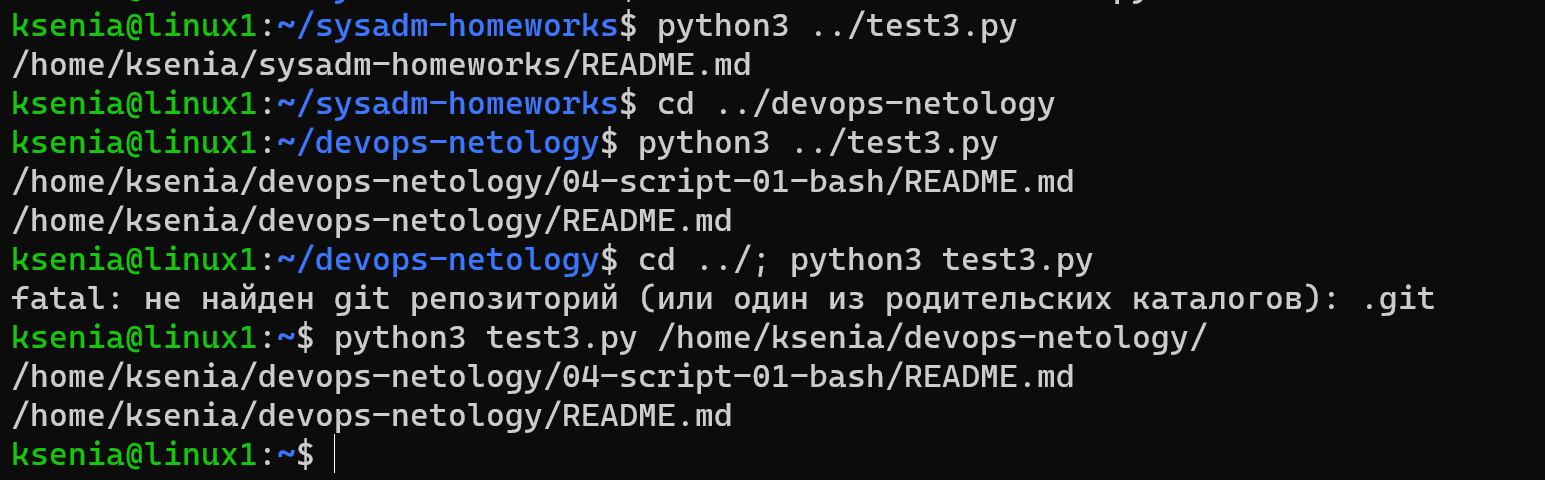 ksenia@linux1:~/sysadm-homeworks$ python3 ../test3.py
/home/ksenia/sysadm-homeworks/README.md
ksenia@linux1:~/sysadm-homeworks$ cd ../devops-netology
ksenia@linux1:~/devops-netology$ python3 ../test3.py
/home/ksenia/devops-netology/04-script-01-bash/README.md
/home/ksenia/devops-netology/README.md
ksenia@linux1:~/devops-netology$ cd ../; python3 test3.py
fatal: не найден git репозиторий (или один из родительских каталогов): .git
ksenia@linux1:~$ python3 test3.py /home/ksenia/devops-netology/
/home/ksenia/devops-netology/04-script-01-bash/README.md
/home/ksenia/devops-netology/README.md
ksenia@linux1:~$